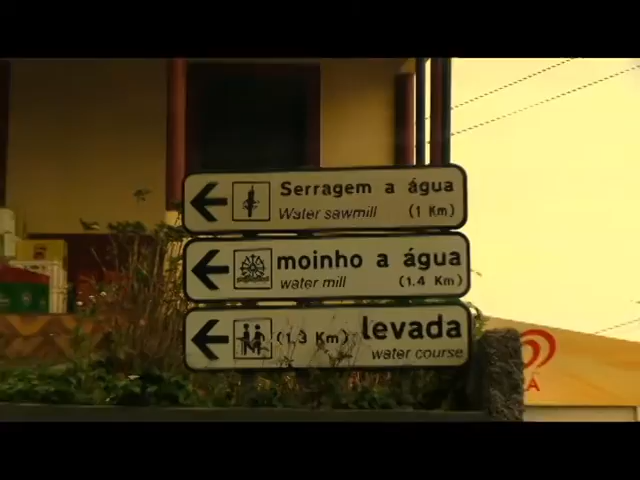 Serragem a água
Water sawmill (1 Km)
moinho a água
water mill (1.4 Km)
(1.3 Km) levada
water course